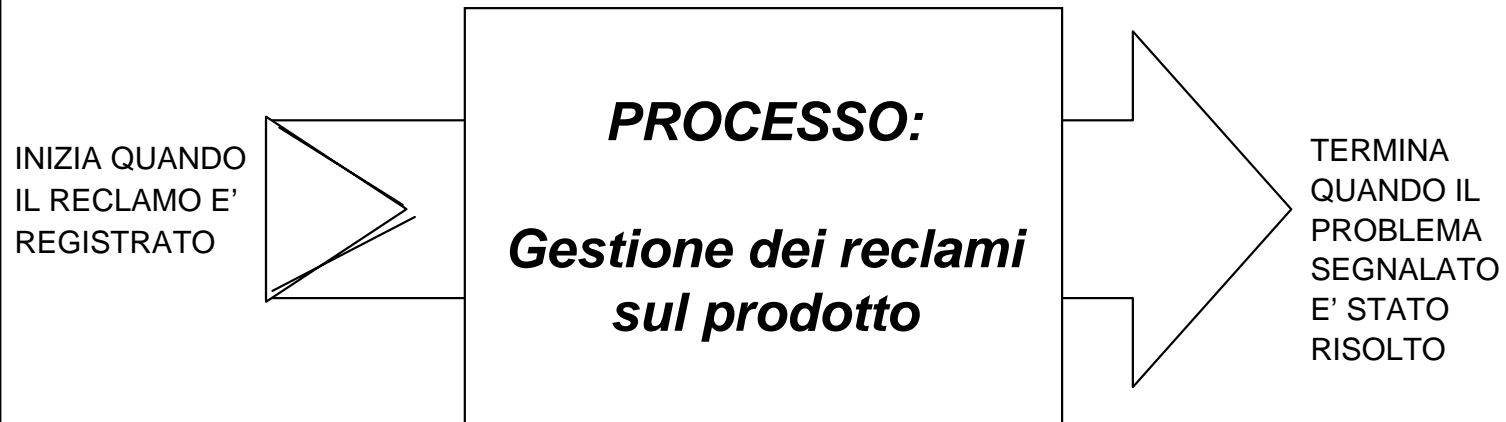 INIZIA QUANDO
IL RECLAMO E’
REGISTRATO
PROCESSO:
Gestione dei reclami
sul prodotto
TERMINA
QUANDO IL
PROBLEMA
SEGNALATO
E’ STATO
RISOLTO